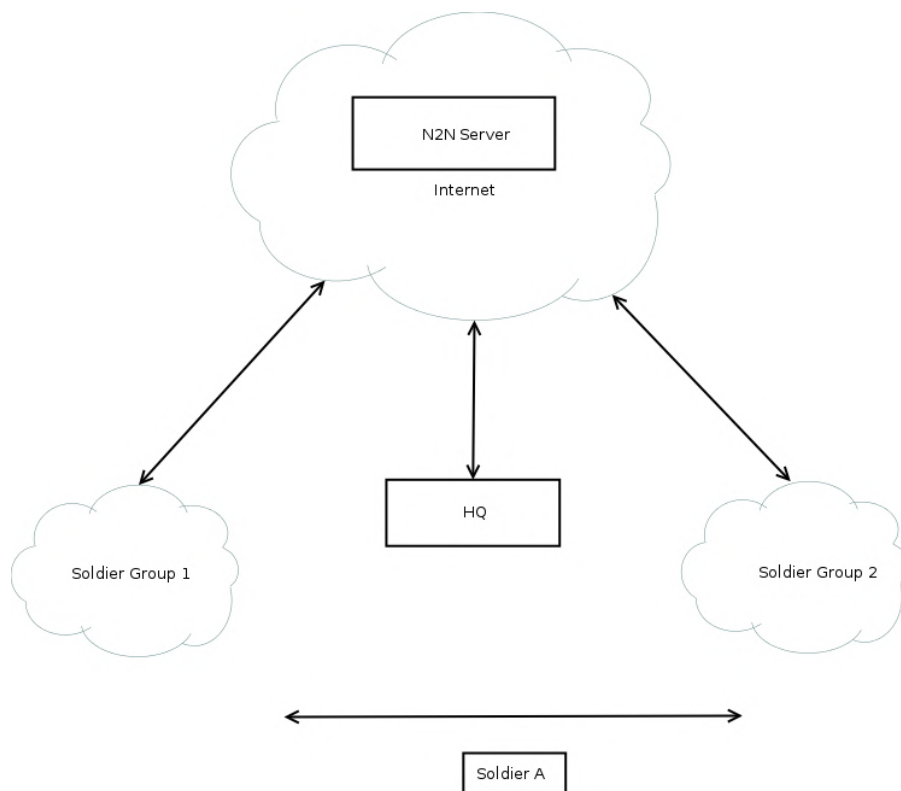 N2N Server
Internet
HQ
Soldier Group 1
Soldier Group 2
Soldier A